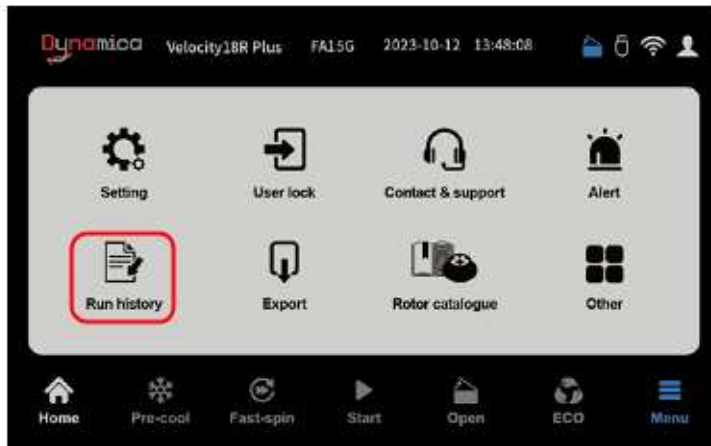 Dynamica Velocity18R Plus FA15G 2023-10-12 13:48:08
Setting User lock Contact & support Alert
Run history Export Rotor catalogue Other
Home Pre-cool Fast-spin Start Open ECO Menu